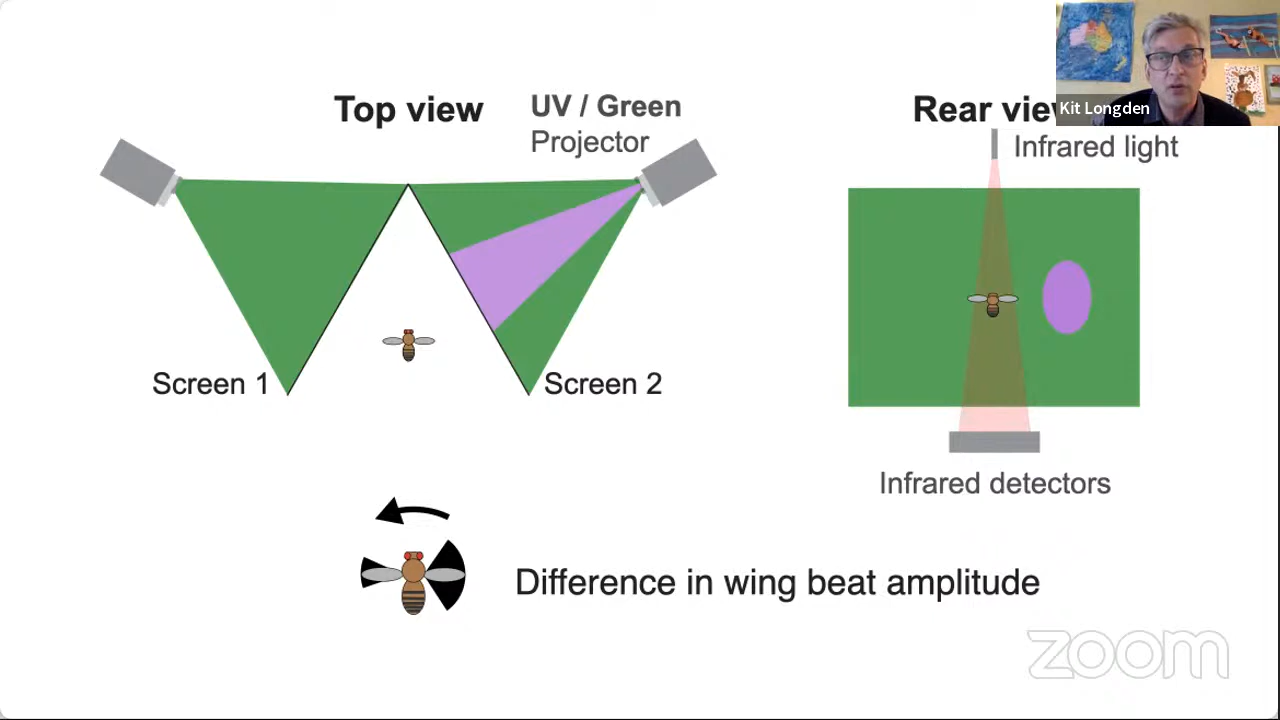 Top view
UV / Green
Projector
Rear vie
Kit Longden
Infrared light
Screen 1
Screen 2
Infrared detectors
Difference in wing beat amplitude
zoom